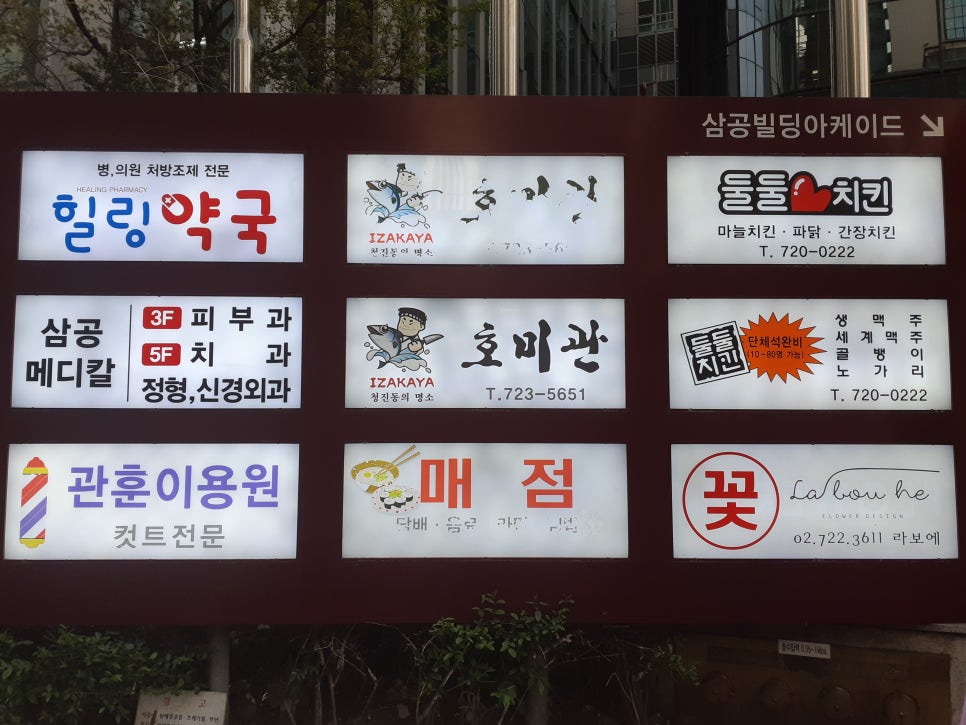 삼공빌딩아케이드
병,의원 처방조제 전문
HEALING PHARMACY
힐링약국
IZAKAYA
청진동의 명소
둘둘치킨
마늘치킨 · 파닭 · 간장치킨
T. 720-0222
삼공
메디칼
3F 피부과
5F 치과
정형,신경외과
호미관
IZAKAYA
청진동의 명소
T.723-5651
둘둘
치킨
단체석완비
(10~80명 가능)
생맥주
세계맥주
골뱅이
노가리
T. 720-0222
관훈이용원
컷트전문
매점
꽃
La bou he
FLOWER DESIGN
02.722.3611 라보에